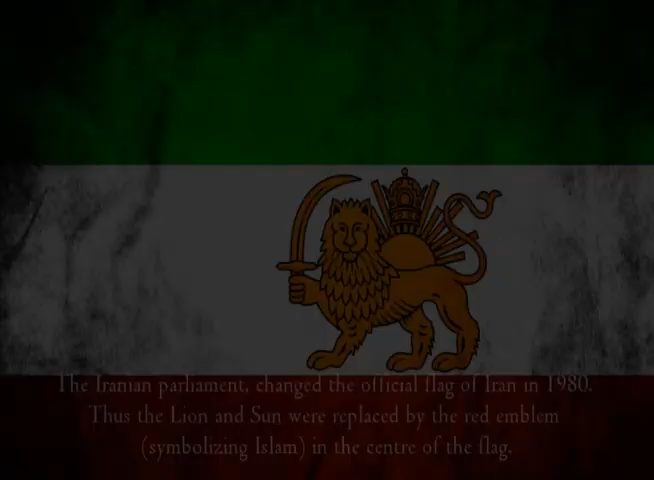 The Iranian parliament, changed the official flag of Iran in 1980.
Thus the Lion and Sun were replaced by the red emblem
(symbolizing Islam) in the centre of the flag.